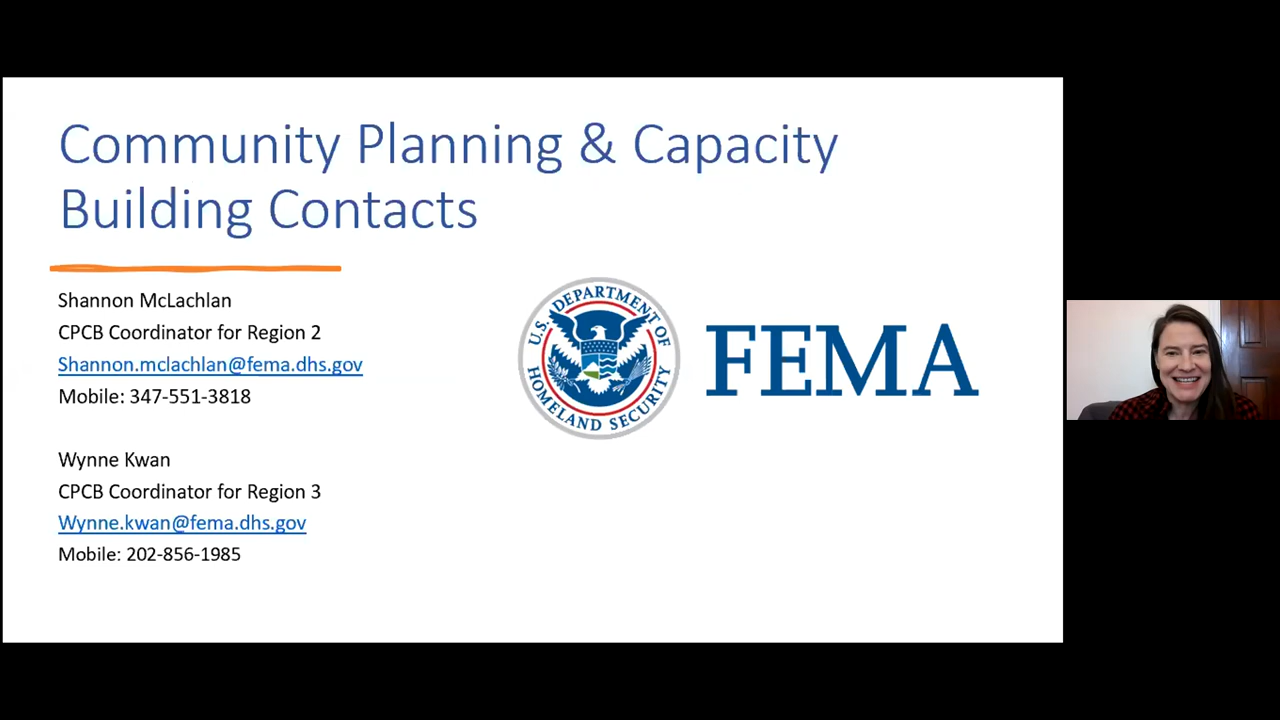 Community Planning & Capacity
Building Contacts
Shannon McLachlan
CPCB Coordinator for Region 2
Shannon.mclachlan@fema.dhs.gov
Mobile: 347-551-3818
Wynne Kwan
CPCB Coordinator for Region 3
Wynne.kwan@fema.dhs.gov
Mobile: 202-856-1985
U.S. DEPARTMENT OF
HOMELAND SECURITY
FEMA